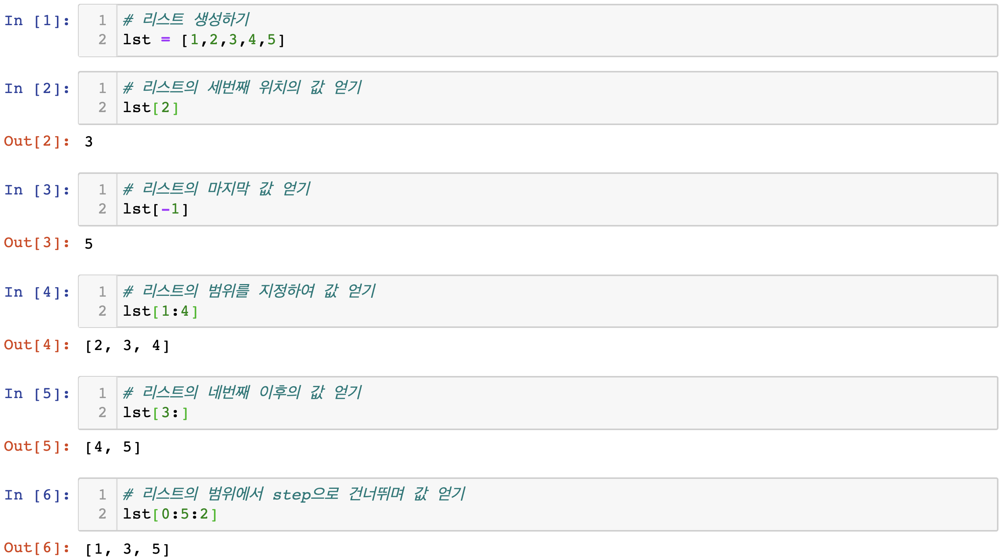 In [1]: 1 # 리스트 생성하기
2 lst = [1,2,3,4,5]
In [2]: 1 # 리스트의 세번째 위치의 값 얻기
2 lst[2]
Out[2]: 3
In [3]: 1 # 리스트의 마지막 값 얻기
2 lst[-1]
Out[3]: 5
In [4]: 1 # 리스트의 범위를 지정하여 값 얻기
2 lst[1:4]
Out[4]: [2, 3, 4]
In [5]: 1 # 리스트의 네번째 이후의 값 얻기
2 lst[3:]
Out[5]: [4, 5]
In [6]: 1 # 리스트의 범위에서 step으로 건너뛰며 값 얻기
2 lst[0:5:2]
Out[6]: [1, 3, 5]